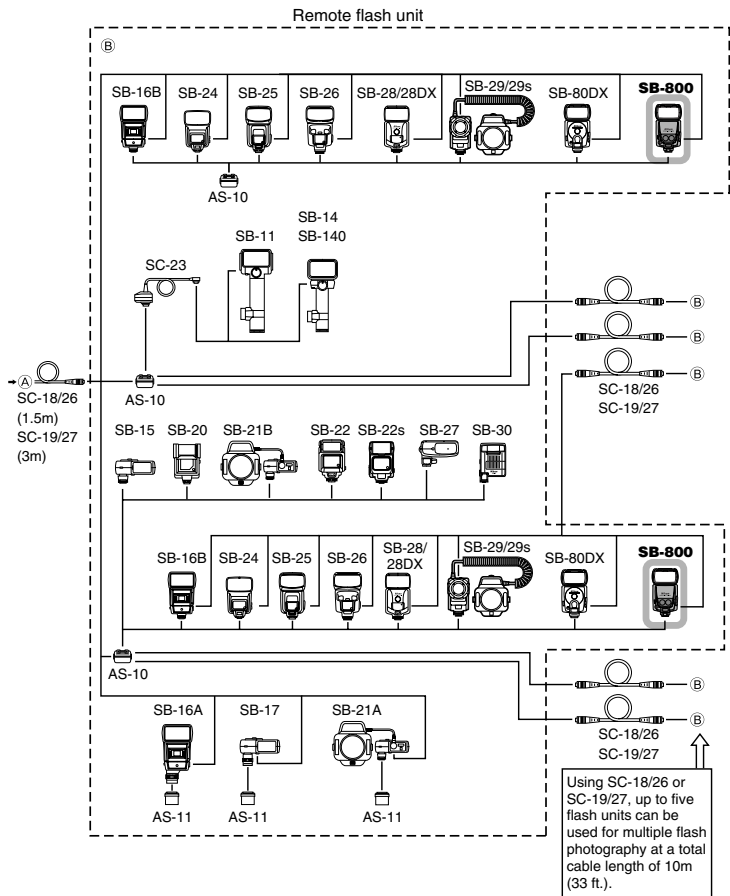 Remote flash unit
Ⓑ
SB-16B SB-24 SB-25 SB-26 SB-28/28DX SB-29/29s SB-80DX SB-800
AS-10
SB-14
SB-140
SB-11
SC-23
Ⓑ
Ⓑ
Ⓑ
SC-18/26
SC-19/27
Ⓐ
SC-18/26
(1.5m)
SC-19/27
(3m)
AS-10
SB-15 SB-20 SB-21B SB-22 SB-22s SB-27 SB-30
SB-16B SB-24 SB-25 SB-26 SB-28/
28DX SB-29/29s SB-80DX SB-800
AS-10
Ⓑ
Ⓑ
SC-18/26
SC-19/27
SB-16A SB-17 SB-21A
AS-11 AS-11 AS-11
Using SC-18/26 or
SC-19/27, up to five
flash units can be
used for multiple flash
photography at a total
cable length of 10m
(33 ft.).